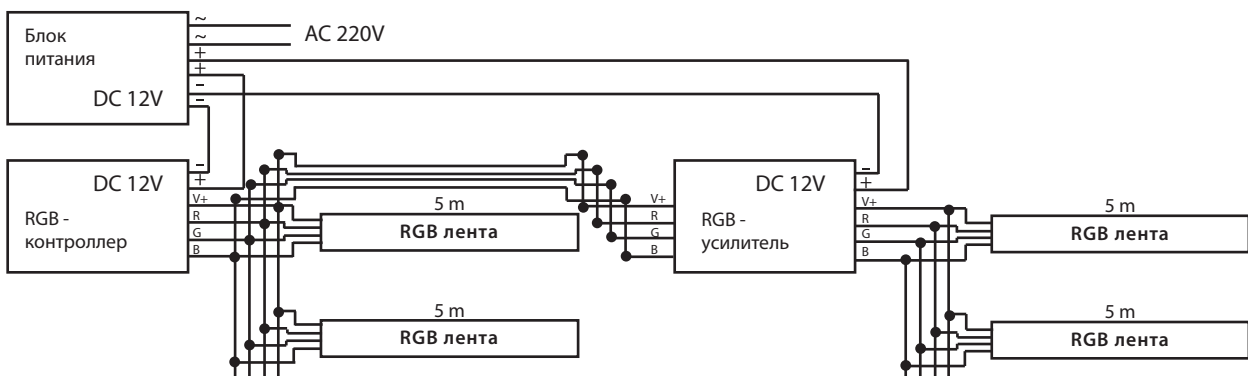 Блок
питания
DC 12V
~
~
+
+
–
–
AC 220V
DC 12V
RGB -
контроллер
–
+
V+
R
G
B
5 m
RGB лента
5 m
RGB лента
V+
R
G
B
DC 12V
RGB -
усилитель
–
+
V+
R
G
B
5 m
RGB лента
5 m
RGB лента